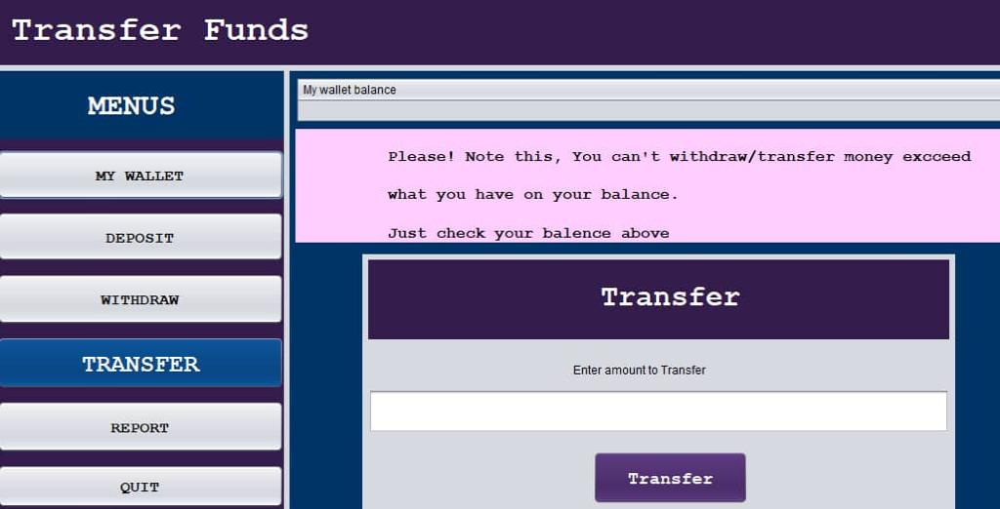 Transfer Funds
MENUS
MY WALLET
DEPOSIT
WITHDRAW
TRANSFER
REPORT
QUIT
My wallet balance
Please! Note this, You can't withdraw/transfer money excceed
what you have on your balance.
Just check your balence above
Transfer
Enter amount to Transfer
Transfer